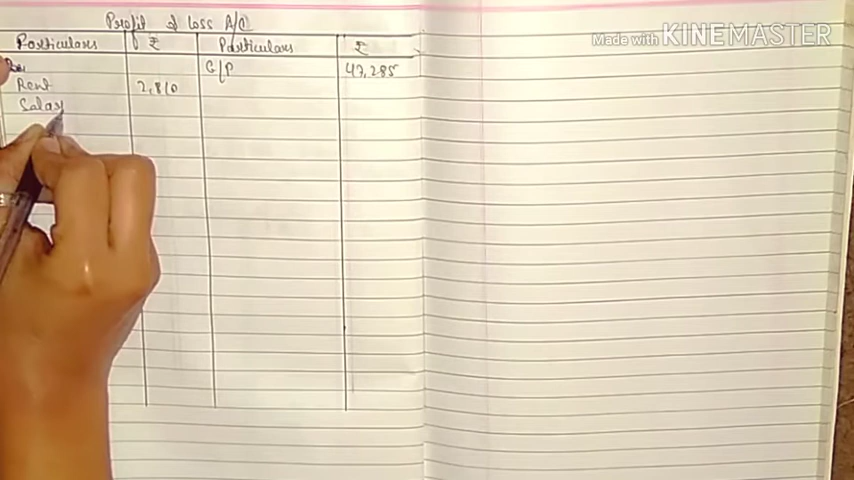 Profit & Loss A/C
Particulars ₹ Particulars ₹
G/P 47,285
Rent 2,810
Salary
Made with KINEMASTER